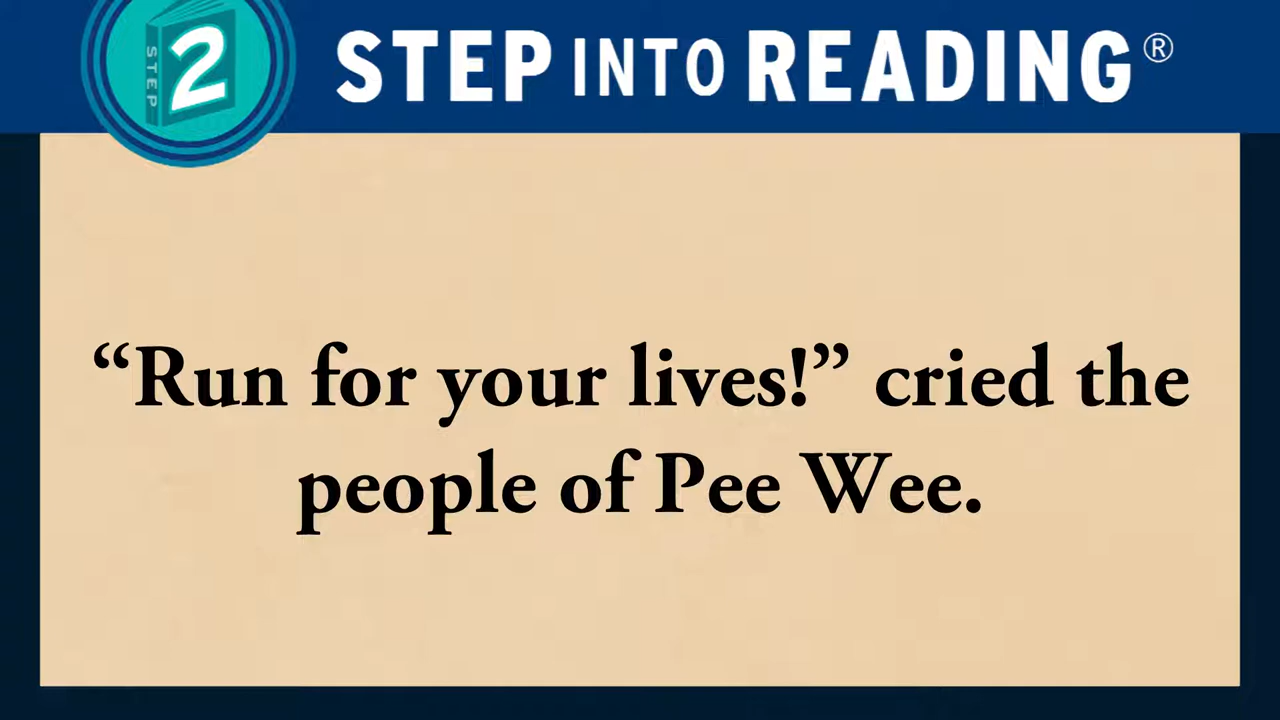 STEP 2
STEP INTO READING®
“Run for your lives!” cried the
people of Pee Wee.